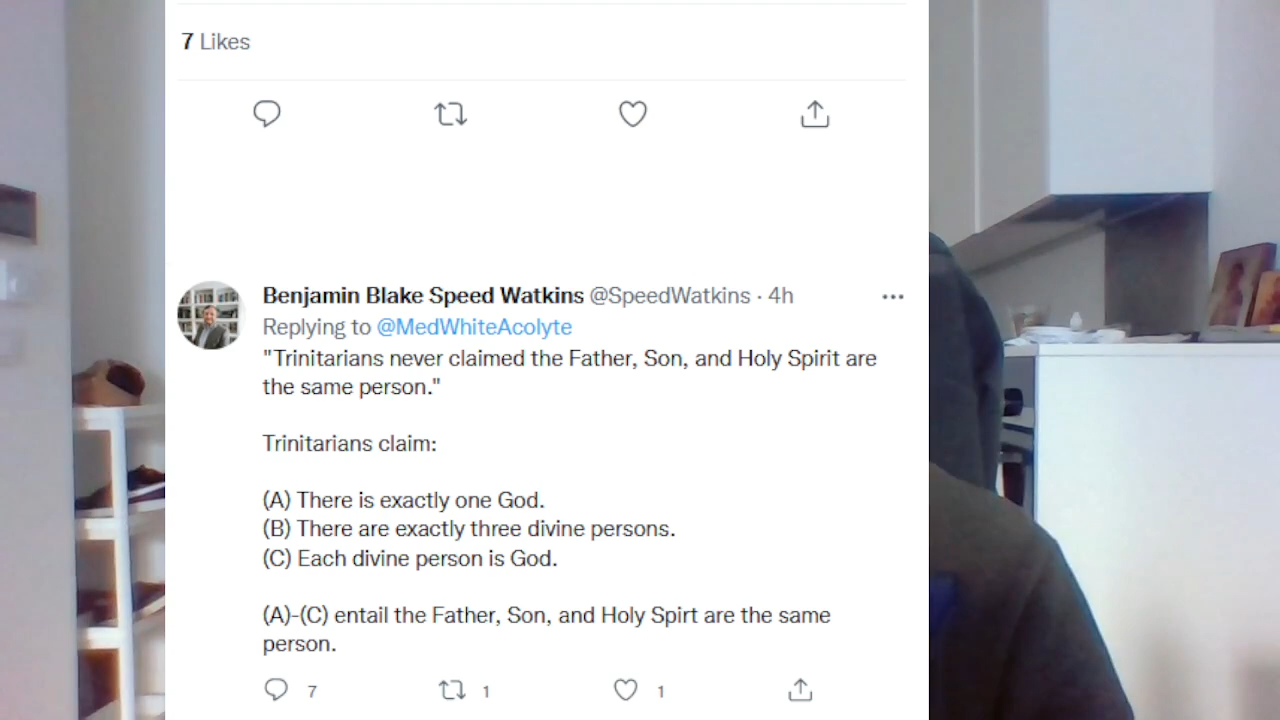 7 Likes
Benjamin Blake Speed Watkins @SpeedWatkins · 4h
Replying to @MedWhiteAcolyte
"Trinitarians never claimed the Father, Son, and Holy Spirit are
the same person."
Trinitarians claim:
(A) There is exactly one God.
(B) There are exactly three divine persons.
(C) Each divine person is God.
(A)-(C) entail the Father, Son, and Holy Spirt are the same
person.
7 1 1